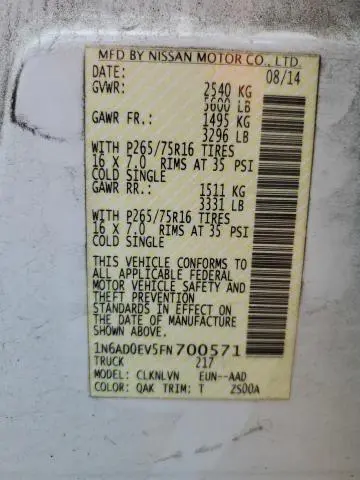 MFD BY NISSAN MOTOR CO., LTD.
DATE: 08/14
GVWR: 2540 KG
5600 LB
GAWR FR.: 1495 KG
3296 LB
WITH P265/75R16 TIRES
16 X 7.0 RIMS AT 35 PSI
COLD SINGLE
GAWR RR.: 1511 KG
3331 LB
WITH P265/75R16 TIRES
16 X 7.0 RIMS AT 35 PSI
COLD SINGLE
THIS VEHICLE CONFORMS TO
ALL APPLICABLE FEDERAL
MOTOR VEHICLE SAFETY AND
THEFT PREVENTION
STANDARDS IN EFFECT ON
THE DATE OF MANUFACTURE
SHOWN ABOVE
1N6AD0EV5FN700571
TRUCK 217
MODEL: CLKNLVN EUN--AAD
COLOR: QAK TRIM: T 2S00A